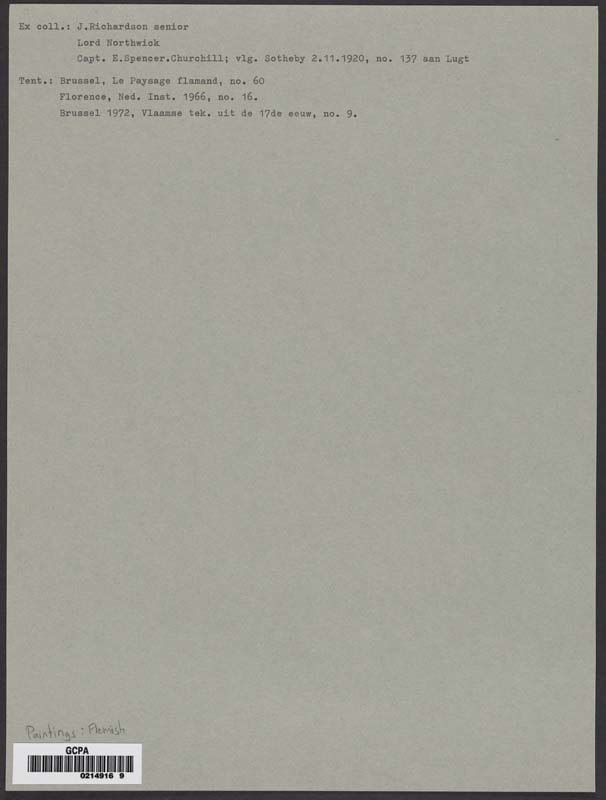 Ex coll.: J.Richardson senior
Lord Northwick
Capt. E.Spencer.Churchill; vlg. Sotheby 2.11.1920, no. 137 aan Lugt
Tent.: Brussel, Le Paysage flamand, no. 60
Florence, Ned. Inst. 1966, no. 16.
Brussel 1972, Vlaamse tek. uit de 17de eeuw, no. 9.
Paintings: Flemish
GCPA
0214916 9